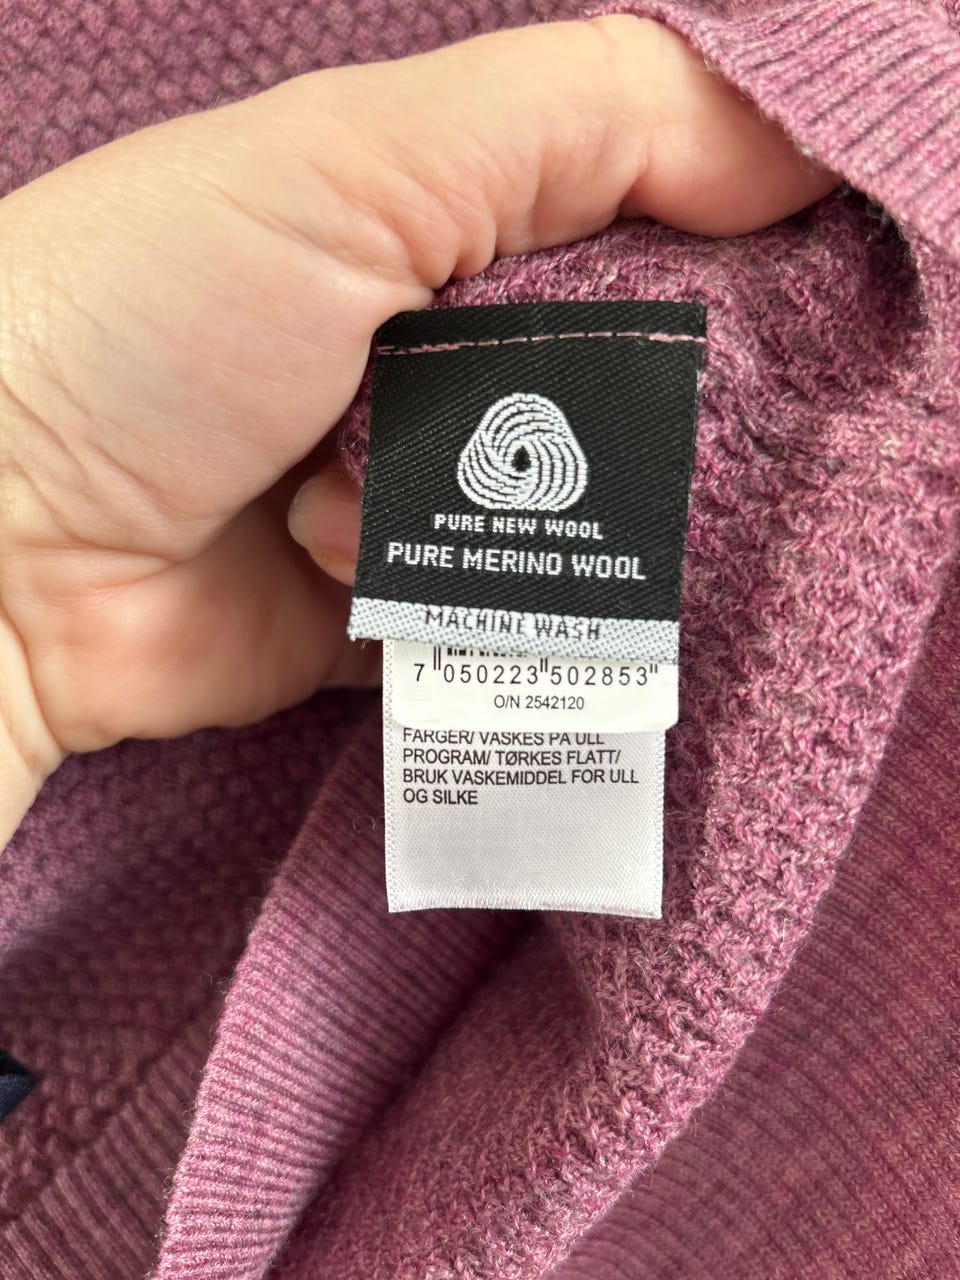 PURE NEW WOOL
PURE MERINO WOOL
MACHINE WASH
7 050223 502853
O/N 2542120
FARGER/ VASKES PÅ ULL
PROGRAM/ TØRKES FLATT/
BRUK VASKEMIDDEL FOR ULL
OG SILKE